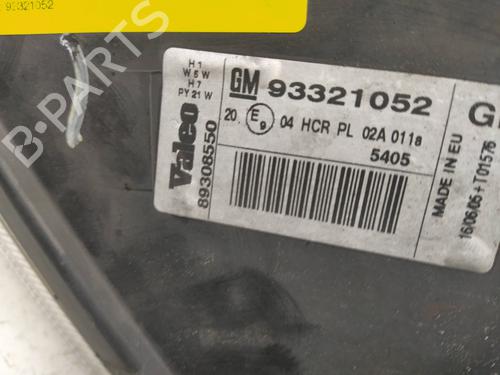 93321052
H1
W5W
H7
PY21W
GM 93321052
20. E9 04 HCR PL 02A 011a
5405
Valeo
89308550
MADE IN EU
16/06/05 + T01576
B-PARTS